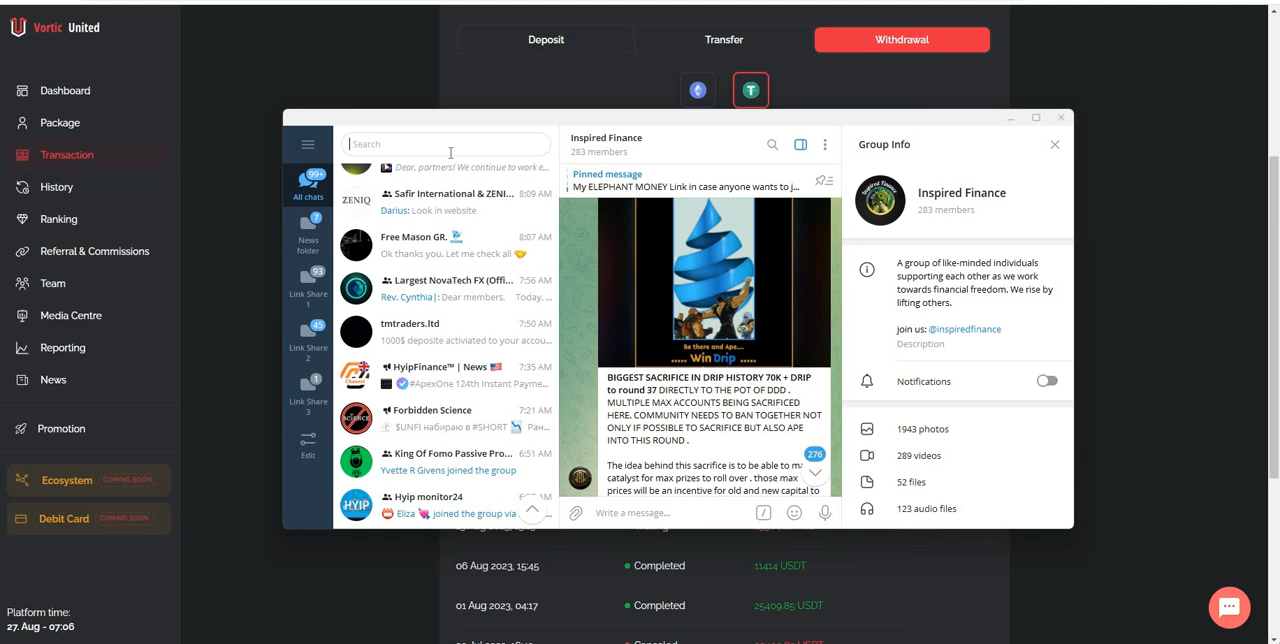 Vortic United
Dashboard
Package
Transaction
History
Ranking
Referral & Commissions
Team
Media Centre
Reporting
News
Promotion
Ecosystem COMING SOON
Debit Card COMING SOON
Platform time:
27. Aug - 07:06
Deposit
Transfer
Withdrawal
99+
All chats
7
News
folder
93
Link Share
1
45
Link Share
2
1
Link Share
3
Edit
Search
Dear, partners! We continue to work e...
ZENIQ
Safir International & ZENI... 8:09 AM
Darius: Look in website
Free Mason GR. 8:07 AM
Ok thanks you. Let me check all
Largest NovaTech FX (Offi... 7:56 AM
Rev. Cynthia|: Dear members. Today. ...
tmtraders.ltd 7:50 AM
1000$ deposit activiated to your accou...
HyipFinance™ | News 7:35 AM
Channel
#ApexOne 124th Instant Payme...
Forbidden Science 7:21 AM
SCIENCE
$UNFI набираю в #SHORT Ран...
King Of Fomo Passive Pro... 6:51 AM
Yvette R Givens joined the group
HYIP
Hyip monitor24
Eliza joined the group via
Inspired Finance
283 members
Pinned message
My ELEPHANT MONEY Link in case anyone wants to j...
Be there and Ape....
..... Win Drip .....
BIGGEST SACRIFICE IN DRIP HISTORY 70K + DRIP
to round 37 DIRECTLY TO THE POT OF DDD .
MULTIPLE MAX ACCOUNTS BEING SACRIFICED
HERE. COMMUNITY NEEDS TO BAN TOGETHER NOT
ONLY IF POSSIBLE TO SACRIFICE BUT ALSO APE
INTO THIS ROUND .
The idea behind this sacrifice is to be able to
catalyst for max prizes to roll over . those max
prizes will be an incentive for old and new capital to
276
Write a message...
Group Info
Inspired Finance
283 members
A group of like-minded individuals
supporting each other as we work
towards financial freedom. We rise by
lifting others.
join us: @inspiredfinance
Description
Notifications
1943 photos
289 videos
52 files
123 audio files
06 Aug 2023, 15:45 Completed 11414 USDT
01 Aug 2023, 04:17 Completed 25409.85 USDT